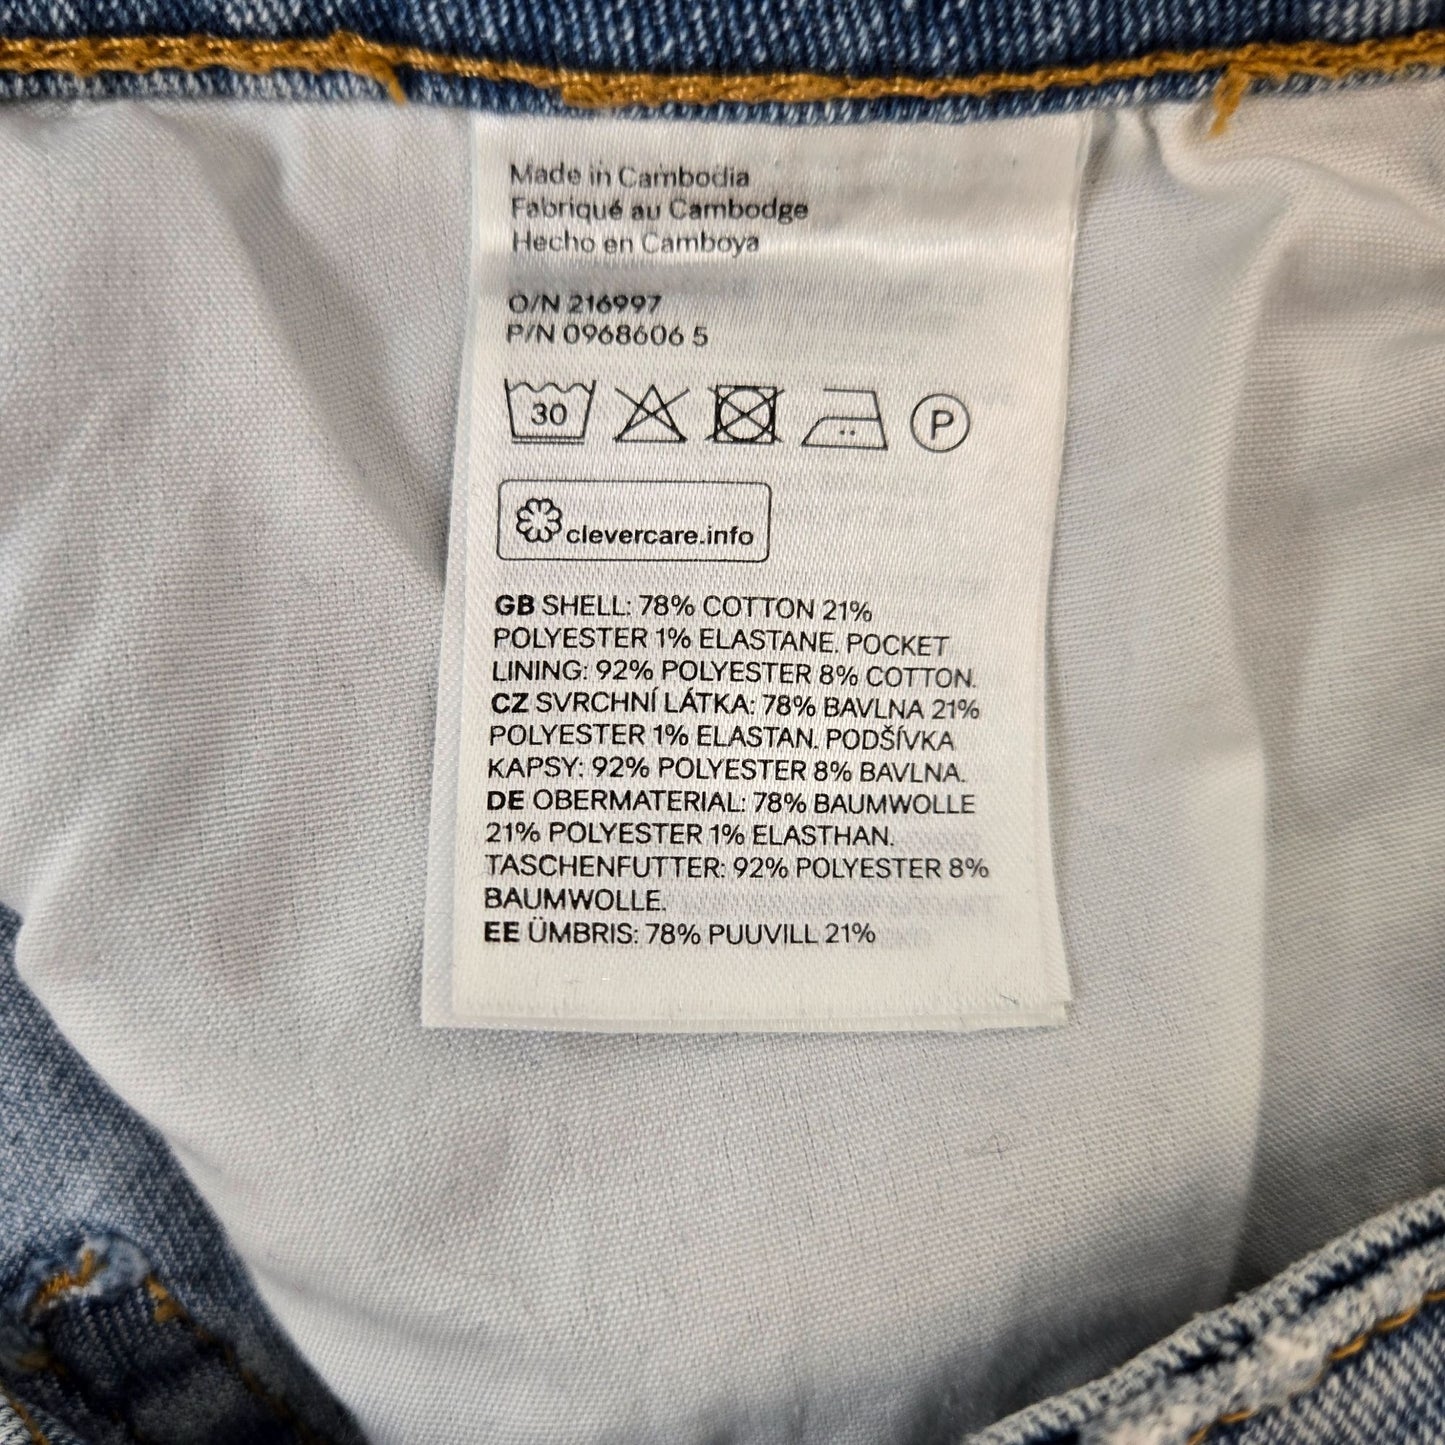 Made in Cambodia
Fabriqué au Cambodge
Hecho en Camboya
O/N 216997
P/N 0968606 5
30
P
clevercare.info
GB SHELL: 78% COTTON 21%
POLYESTER 1% ELASTANE. POCKET
LINING: 92% POLYESTER 8% COTTON.
CZ SVRCHNÍ LÁTKA: 78% BAVLNA 21%
POLYESTER 1% ELASTAN. PODŠÍVKA
KAPSY: 92% POLYESTER 8% BAVLNA.
DE OBERMATERIAL: 78% BAUMWOLLE
21% POLYESTER 1% ELASTHAN.
TASCHENFUTTER: 92% POLYESTER 8%
BAUMWOLLE.
EE ÜMBRIS: 78% PUUVILL 21%